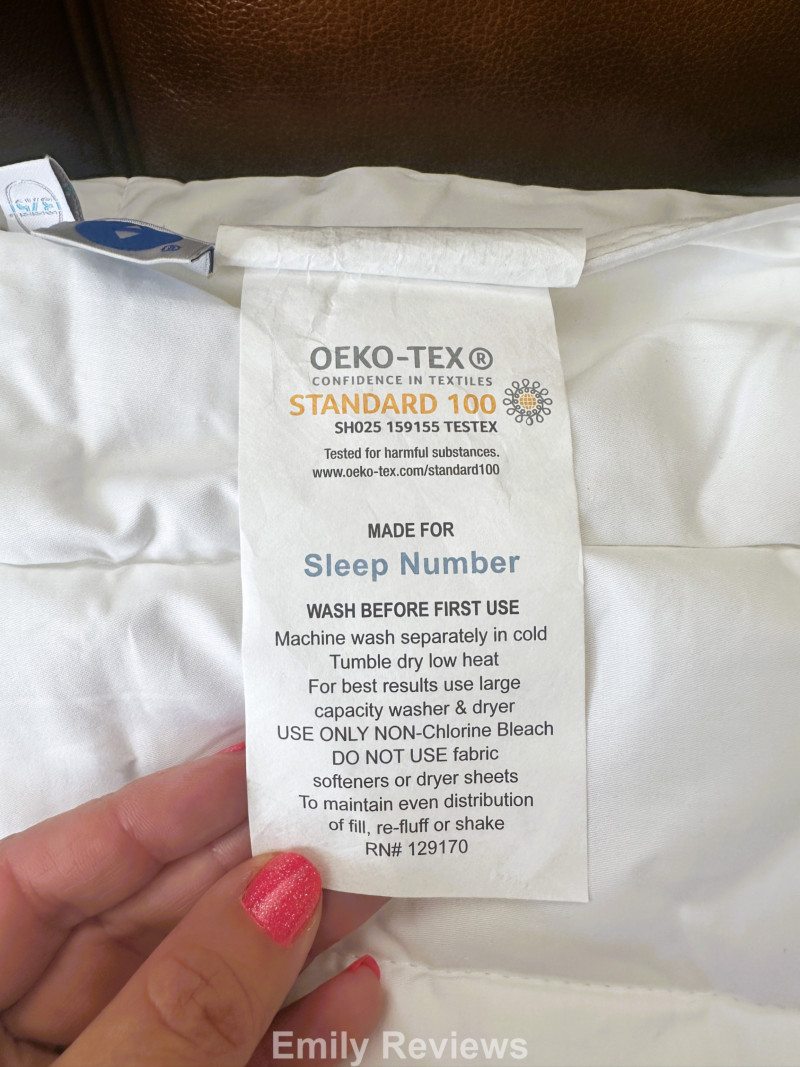 OEKO-TEX®
CONFIDENCE IN TEXTILES
STANDARD 100
SH025 159155 TESTEX
Tested for harmful substances.
www.oeko-tex.com/standard100
MADE FOR
Sleep Number
WASH BEFORE FIRST USE
Machine wash separately in cold
Tumble dry low heat
For best results use large
capacity washer & dryer
USE ONLY NON-Chlorine Bleach
DO NOT USE fabric
softeners or dryer sheets
To maintain even distribution
of fill, re-fluff or shake
RN# 129170
Emily Reviews